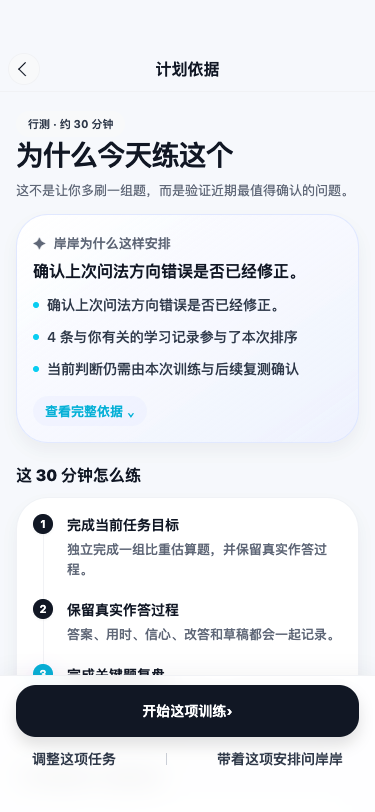 计划依据
行测 · 约 30 分钟
为什么今天练这个
这不是让你多刷一组题，而是验证近期最值得确认的问题。
岸岸为什么这样安排
确认上次问法方向错误是否已经修正。
确认上次问法方向错误是否已经修正。
4 条与你有关的学习记录参与了本次排序
当前判断仍需由本次训练与后续复测确认
查看完整依据
这 30 分钟怎么练
1 完成当前任务目标
独立完成一组比重估算题，并保留真实作答过
程。
2 保留真实作答过程
答案、用时、信心、改答和草稿都会一起记录。
3 完成关键题复盘
开始这项训练›
调整这项任务
带着这项安排问岸岸